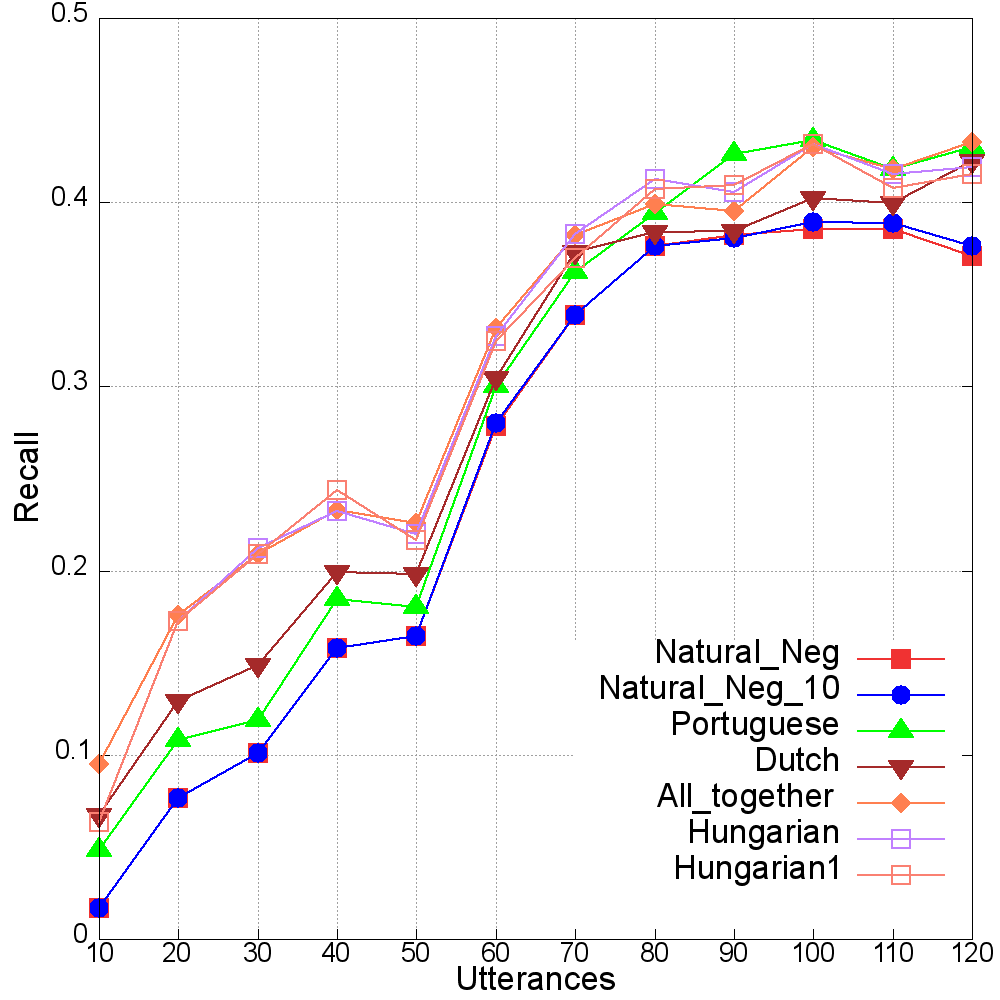 0.5
0.4
0.3
0.2
0.1
0
Recall
Natural_Neg
Natural_Neg_10
Portuguese
Dutch
All_together
Hungarian
Hungarian1
10 20 30 40 50 60 70 80 90 100 110 120
Utterances